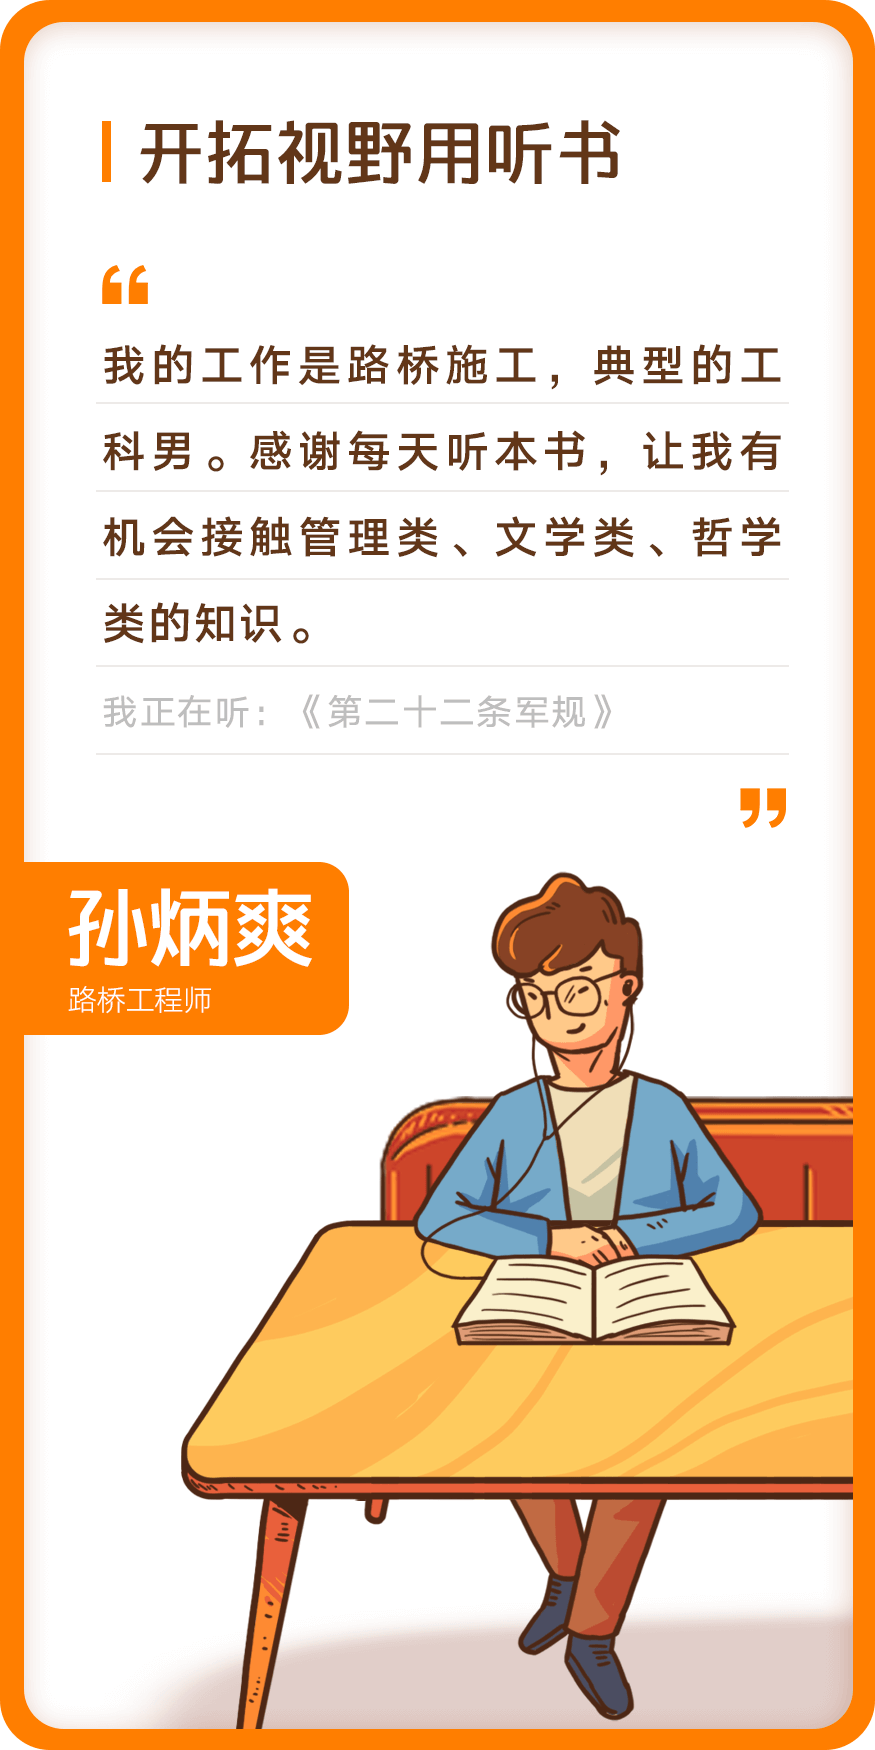 开拓视野用听书
“
我的工作是路桥施工，典型的工
科男。感谢每天听本书，让我有
机会接触管理类、文学类、哲学
类的知识。
我正在听：《第二十二条军规》
”
孙炳爽
路桥工程师